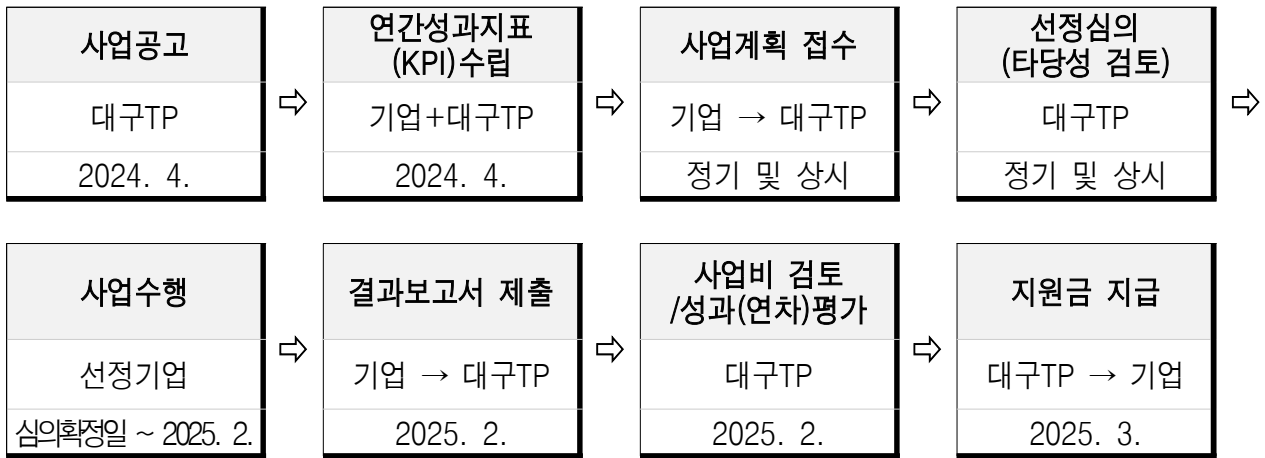 사업공고
대구TP
2024. 4.
⇨
연간성과지표
(KPI)수립
기업+대구TP
2024. 4.
⇨
사업계획 접수
기업 → 대구TP
정기 및 상시
⇨
선정심의
(타당성 검토)
대구TP
정기 및 상시
⇨
사업수행
선정기업
심의확정일 ~ 2025. 2.
⇨
결과보고서 제출
기업 → 대구TP
2025. 2.
⇨
사업비 검토
/성과(연차)평가
대구TP
2025. 2.
⇨
지원금 지급
대구TP → 기업
2025. 3.